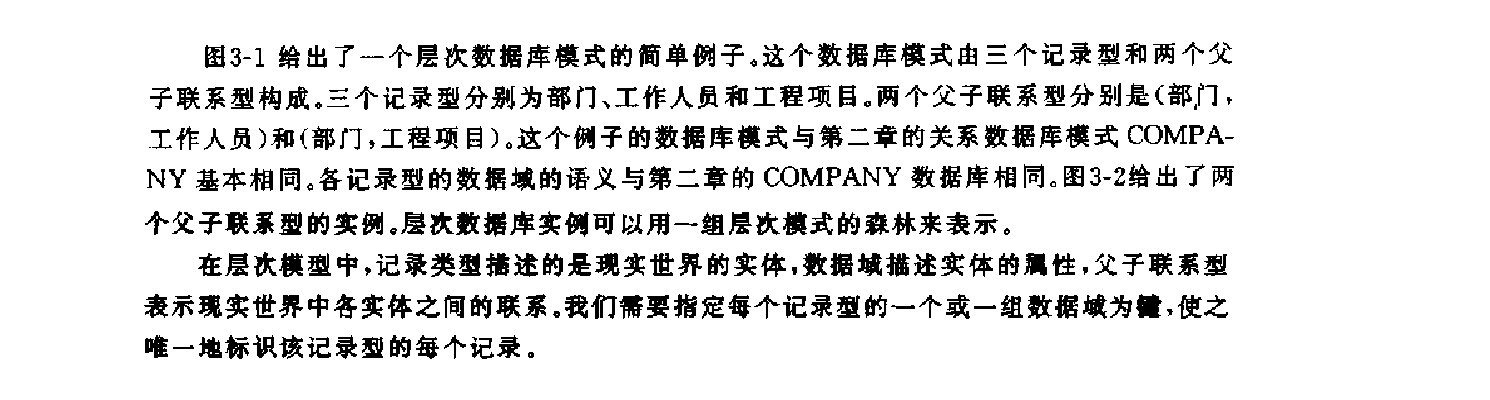 图3-1 给出了一个层次数据库模式的简单例子。这个数据库模式由三个记录型和两个父
子联系型构成。三个记录型分别为部门、工作人员和工程项目。两个父子联系型分别是(部门,
工作人员)和(部门,工程项目)。这个例子的数据库模式与第二章的关系数据库模式 COMPA-
NY 基本相同。各记录型的数据域的语义与第二章的 COMPANY 数据库相同。图3-2给出了两
个父子联系型的实例。层次数据库实例可以用一组层次模式的森林来表示。
在层次模型中,记录类型描述的是现实世界的实体,数据域描述实体的属性,父子联系型
表示现实世界中各实体之间的联系。我们需要指定每个记录型的一个或一组数据域为键,使之
唯一地标识该记录型的每个记录。